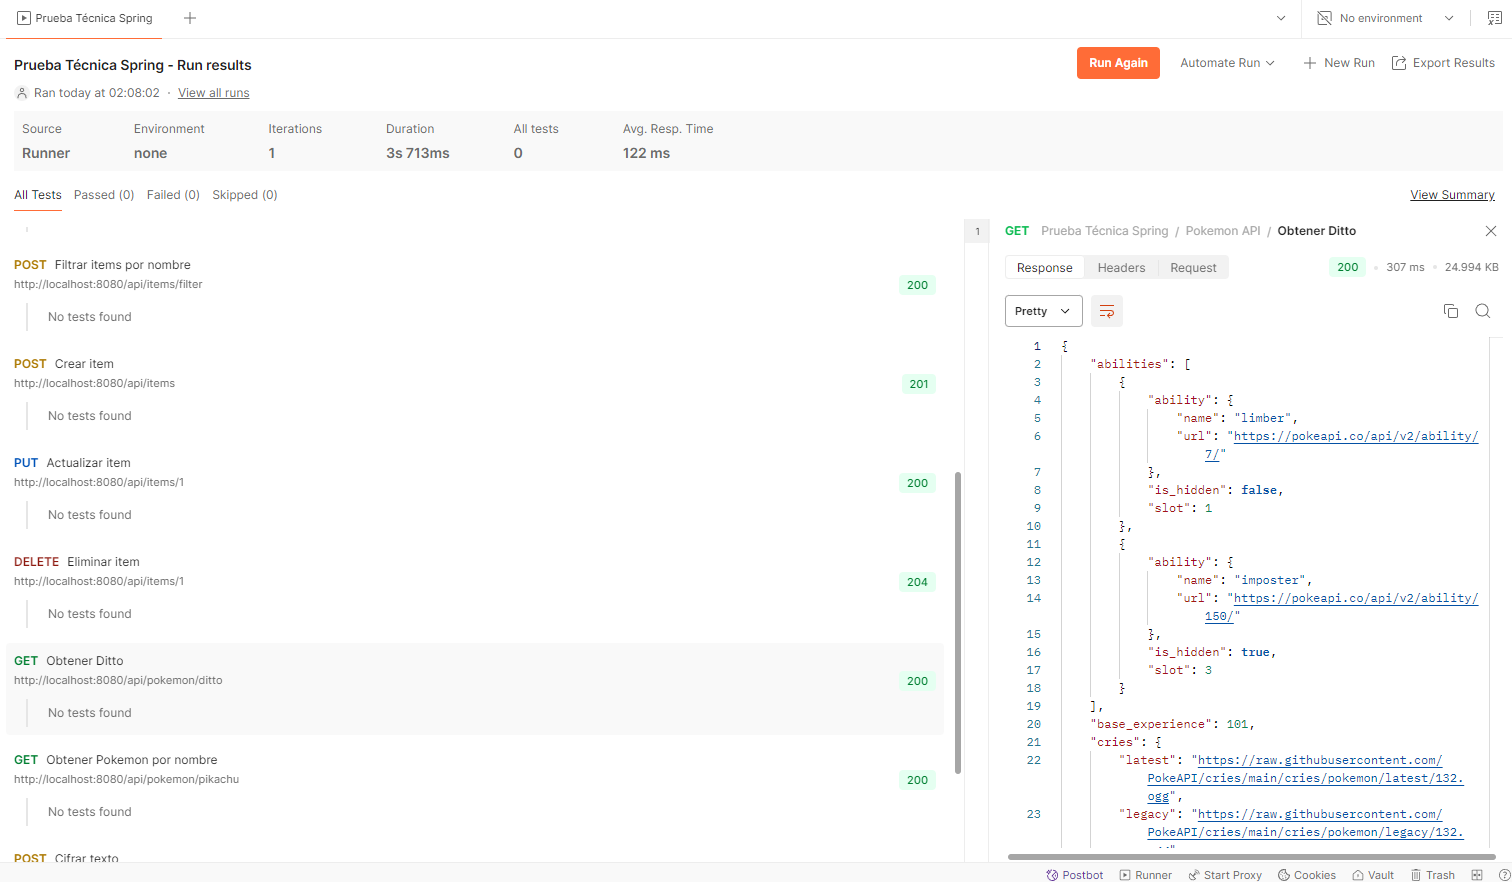 Prueba Técnica Spring
No environment
Prueba Técnica Spring - Run results
Run Again
Automate Run
New Run
Export Results
Ran today at 02:08:02 · View all runs
Source Environment Iterations Duration All tests Avg. Resp. Time
Runner none 1 3s 713ms 0 122 ms
All Tests Passed (0) Failed (0) Skipped (0)
View Summary
POST Filtrar items por nombre
http://localhost:8080/api/items/filter
200
No tests found
POST Crear item
http://localhost:8080/api/items
201
No tests found
PUT Actualizar item
http://localhost:8080/api/items/1
200
No tests found
DELETE Eliminar item
http://localhost:8080/api/items/1
204
No tests found
GET Obtener Ditto
http://localhost:8080/api/pokemon/ditto
200
No tests found
GET Obtener Pokemon por nombre
http://localhost:8080/api/pokemon/pikachu
200
No tests found
POST Cifrar texto
1
GET Prueba Técnica Spring / Pokemon API / Obtener Ditto
Response Headers Request
200 • 307 ms • 24.994 KB
Pretty
1 {
2 "abilities": [
3 {
4 "ability": {
5 "name": "limber",
6 "url": "https://pokeapi.co/api/v2/ability/
7/"
7 },
8 "is_hidden": false,
9 "slot": 1
10 },
11 {
12 "ability": {
13 "name": "imposter",
14 "url": "https://pokeapi.co/api/v2/ability/
150/"
15 },
16 "is_hidden": true,
17 "slot": 3
18 }
19 ],
20 "base_experience": 101,
21 "cries": {
22 "latest": "https://raw.githubusercontent.com/
PokeAPI/cries/main/cries/pokemon/latest/132.
ogg",
23 "legacy": "https://raw.githubusercontent.com/
PokeAPI/cries/main/cries/pokemon/legacy/132.
Postbot Runner Start Proxy Cookies Vault Trash